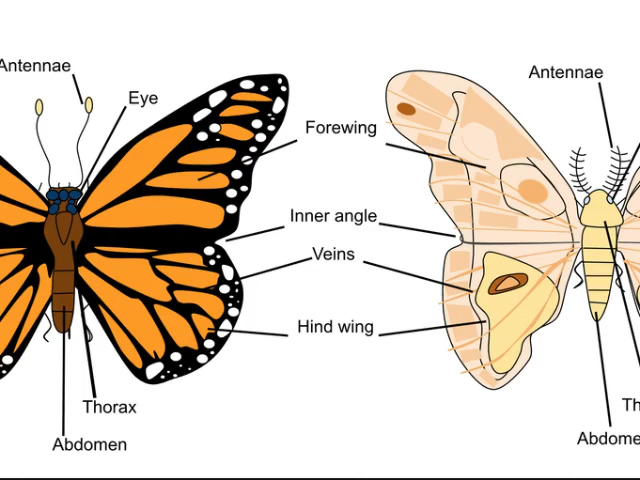 Antennae
Eye
Forewing
Antennae
Inner angle
Veins
Hind wing
Thorax
Abdomen
Th
Abdome